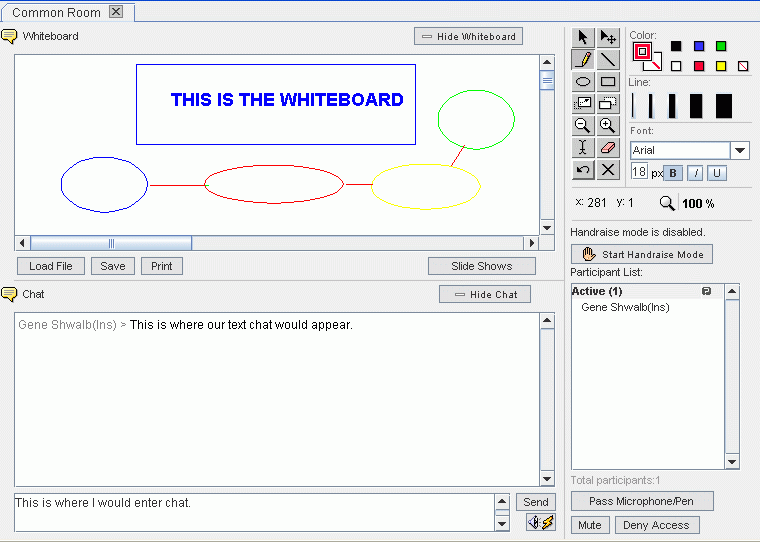 Common Room
Whiteboard
Hide Whiteboard
THIS IS THE WHITEBOARD
Load File
Save
Print
Slide Shows
Chat
Hide Chat
Gene Shwalb(Ins) > This is where our text chat would appear.
This is where I would enter chat.
Send
Color:
Line:
Font:
Arial
18 px B I U
x: 281 y: 1 100 %
Handraise mode is disabled.
Start Handraise Mode
Participant List:
Active (1)
Gene Shwalb(Ins)
Total participants:1
Pass Microphone/Pen
Mute
Deny Access